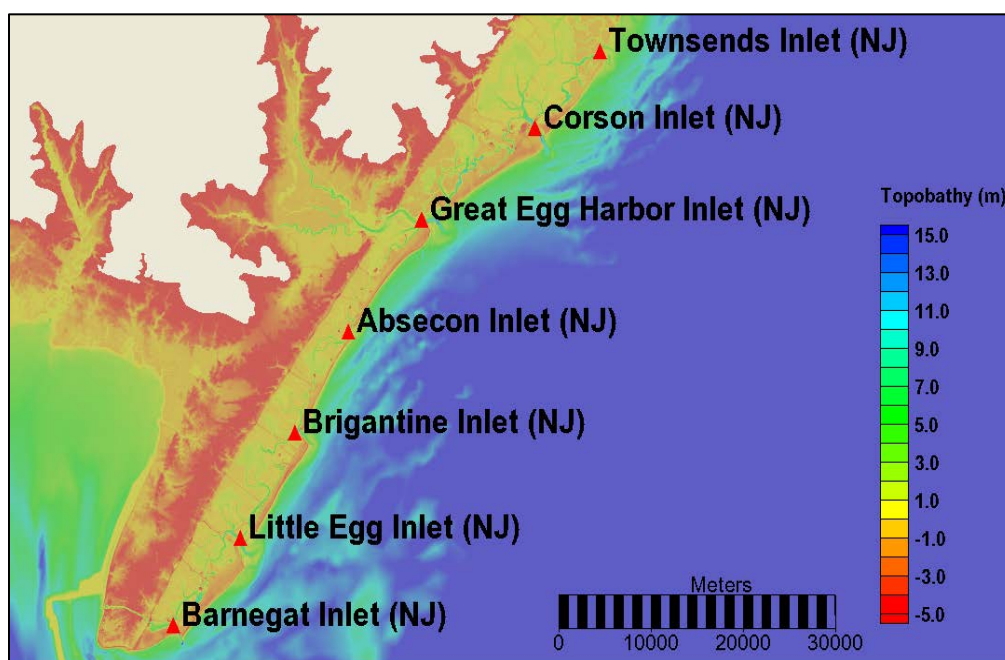 Townsends Inlet (NJ)
Corson Inlet (NJ)
Great Egg Harbor Inlet (NJ)
Absecon Inlet (NJ)
Brigantine Inlet (NJ)
Little Egg Inlet (NJ)
Barnegat Inlet (NJ)
Topobathy (m)
15.0
13.0
11.0
9.0
7.0
5.0
3.0
1.0
-1.0
-3.0
-5.0
Meters
0 10000 20000 30000